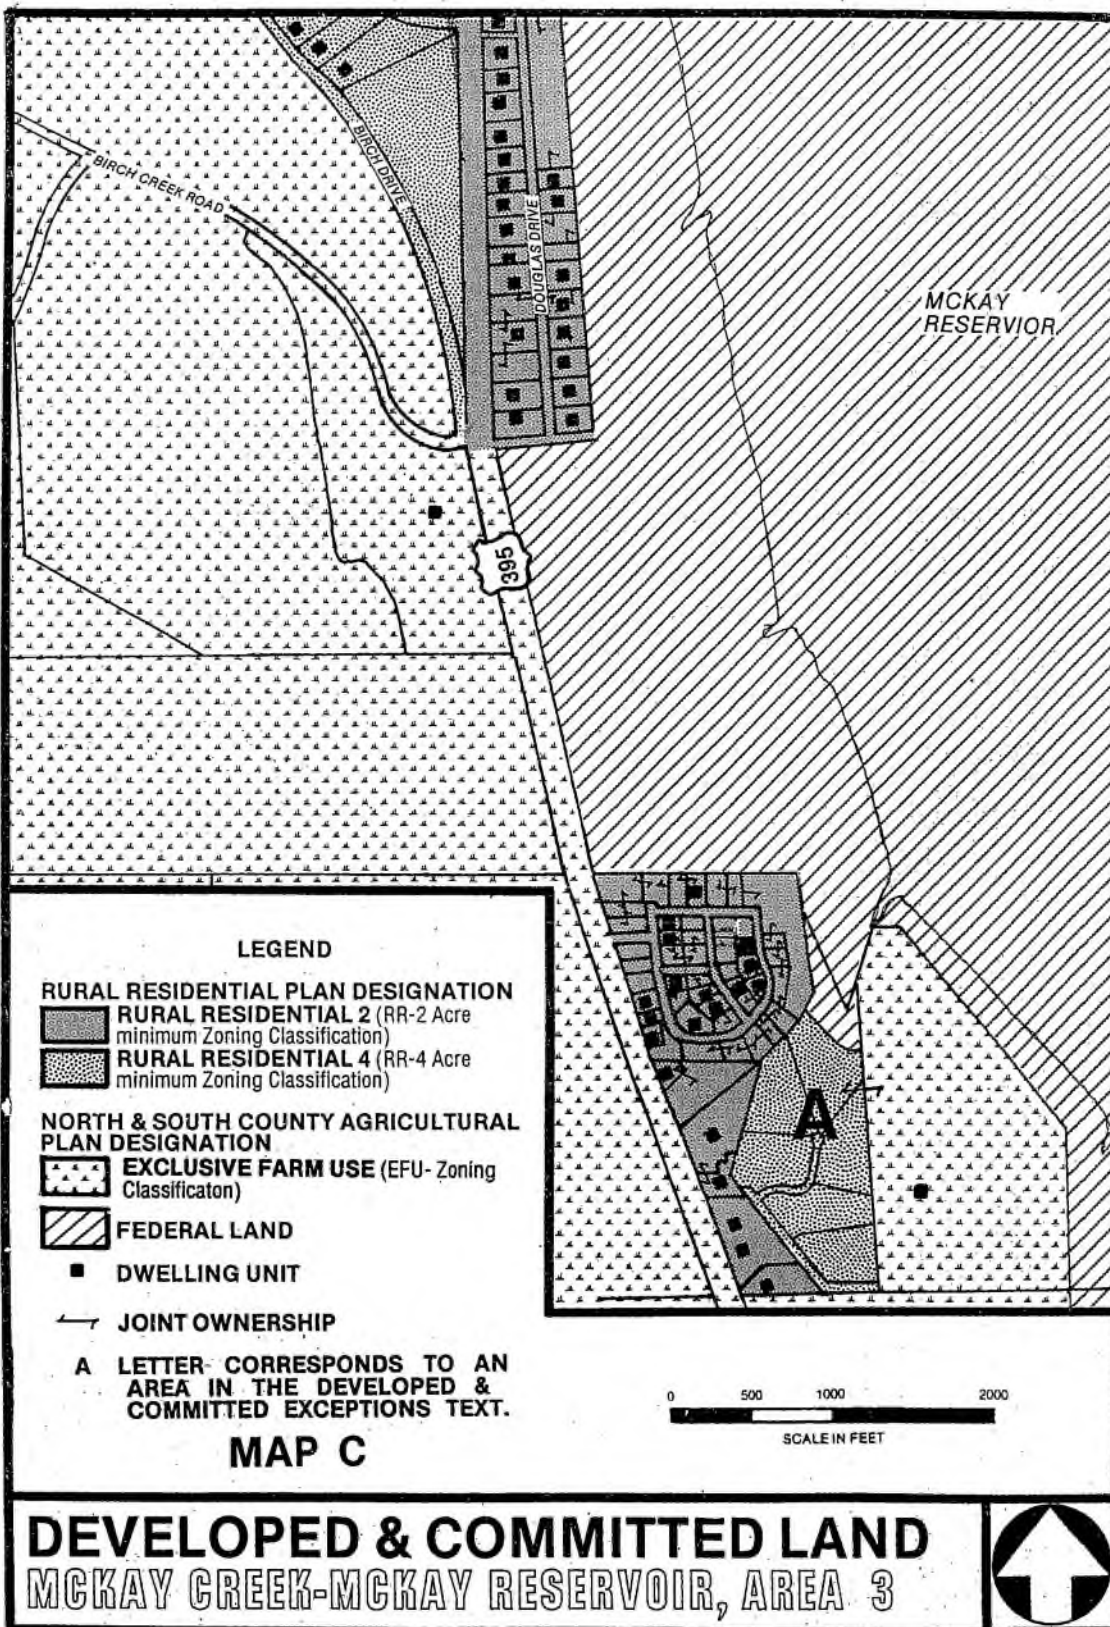 BIRCH DRIVE
BIRCH CREEK ROAD
DOUGLAS DRIVE
MCKAY
RESERVIOR
395
A
LEGEND
RURAL RESIDENTIAL PLAN DESIGNATION
RURAL RESIDENTIAL 2 (RR-2 Acre
minimum Zoning Classification)
RURAL RESIDENTIAL 4 (RR-4 Acre
minimum Zoning Classification)
NORTH & SOUTH COUNTY AGRICULTURAL
PLAN DESIGNATION
EXCLUSIVE FARM USE (EFU- Zoning
Classificaton)
FEDERAL LAND
DWELLING UNIT
JOINT OWNERSHIP
A LETTER CORRESPONDS TO AN
AREA IN THE DEVELOPED &
COMMITTED EXCEPTIONS TEXT.
MAP C
0 500 1000 2000
SCALE IN FEET
DEVELOPED & COMMITTED LAND
MCKAY CREEK-MCKAY RESERVOIR, AREA 3